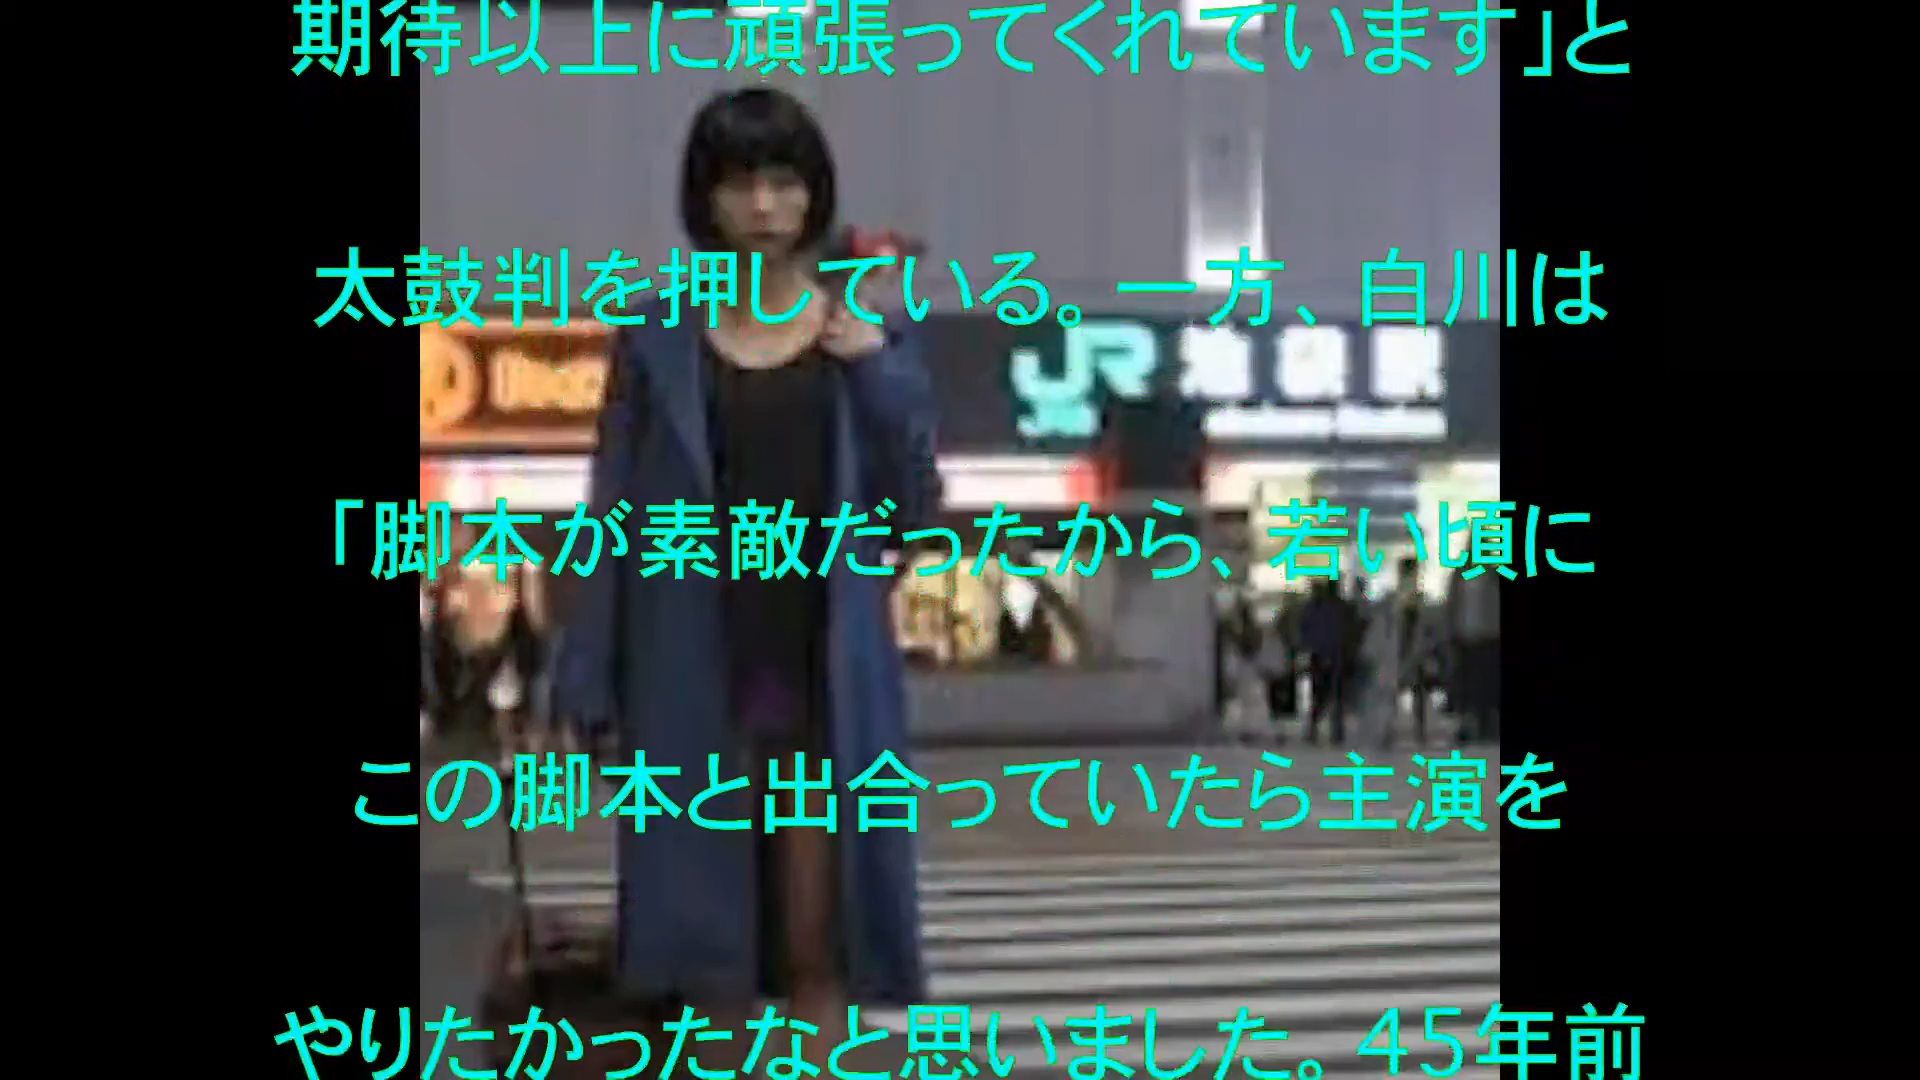 期待以上に頑張ってくれています」と
太鼓判を押している。一方、白川は
JR
「脚本が素敵だったから、若い頃に
この脚本と出合っていたら主演を
やりたかったなと思いました。45年前